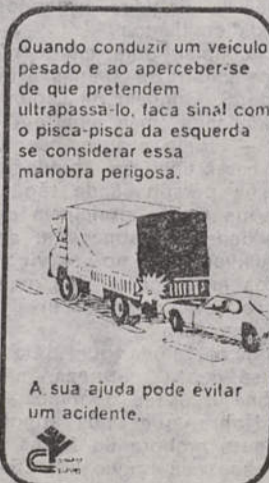 Quando conduzir um veículo
pesado e ao aperceber-se
de que pretendem
ultrapassá-lo, faca sinal com
o pisca-pisca da esquerda
se considerar essa
manobra perigosa.
A sua ajuda pode evitar
um acidente.